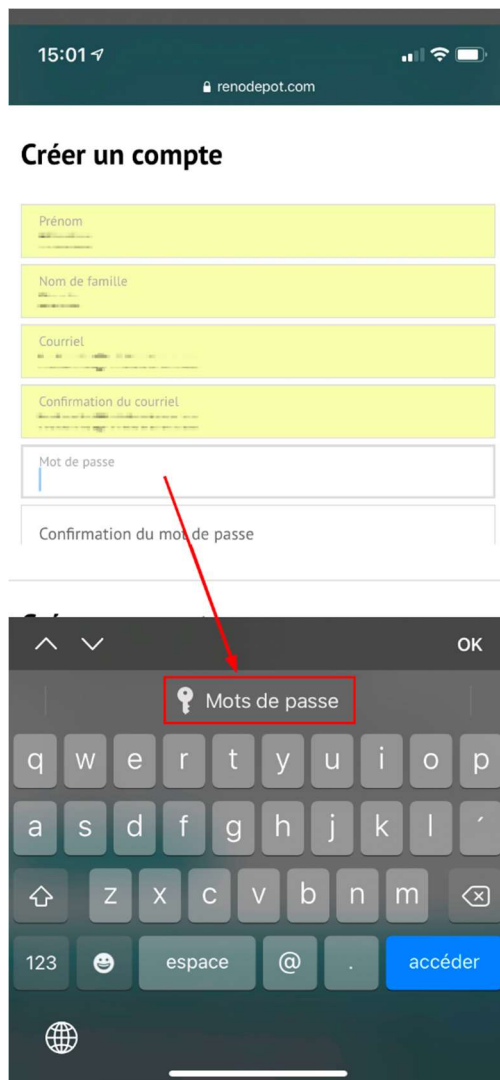 15:01
renodepot.com
Créer un compte
Prénom
Nom de famille
Courriel
Confirmation du courriel
Mot de passe
Confirmation du mot de passe
OK
Mots de passe
q w e r t y u i o p
a s d f g h j k l ´
z x c v b n m
123 espace @ . accéder